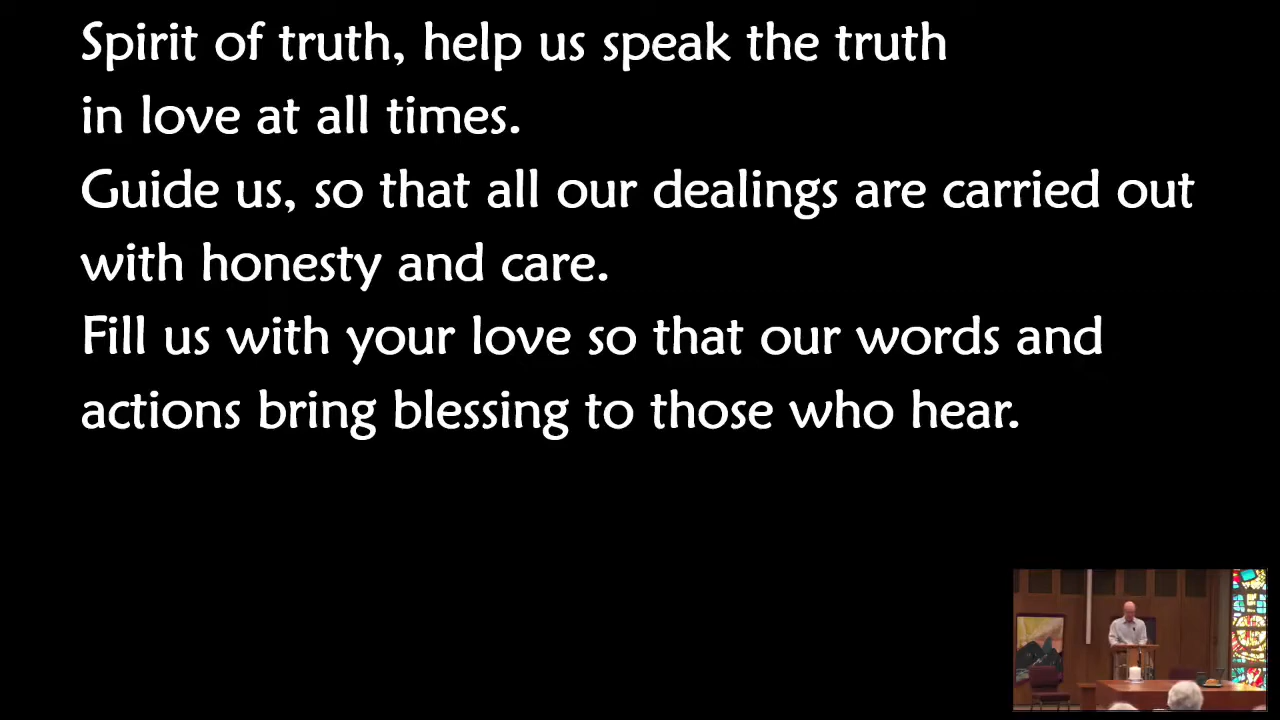 Spirit of truth, help us speak the truth
in love at all times.
Guide us, so that all our dealings are carried out
with honesty and care.
Fill us with your love so that our words and
actions bring blessing to those who hear.